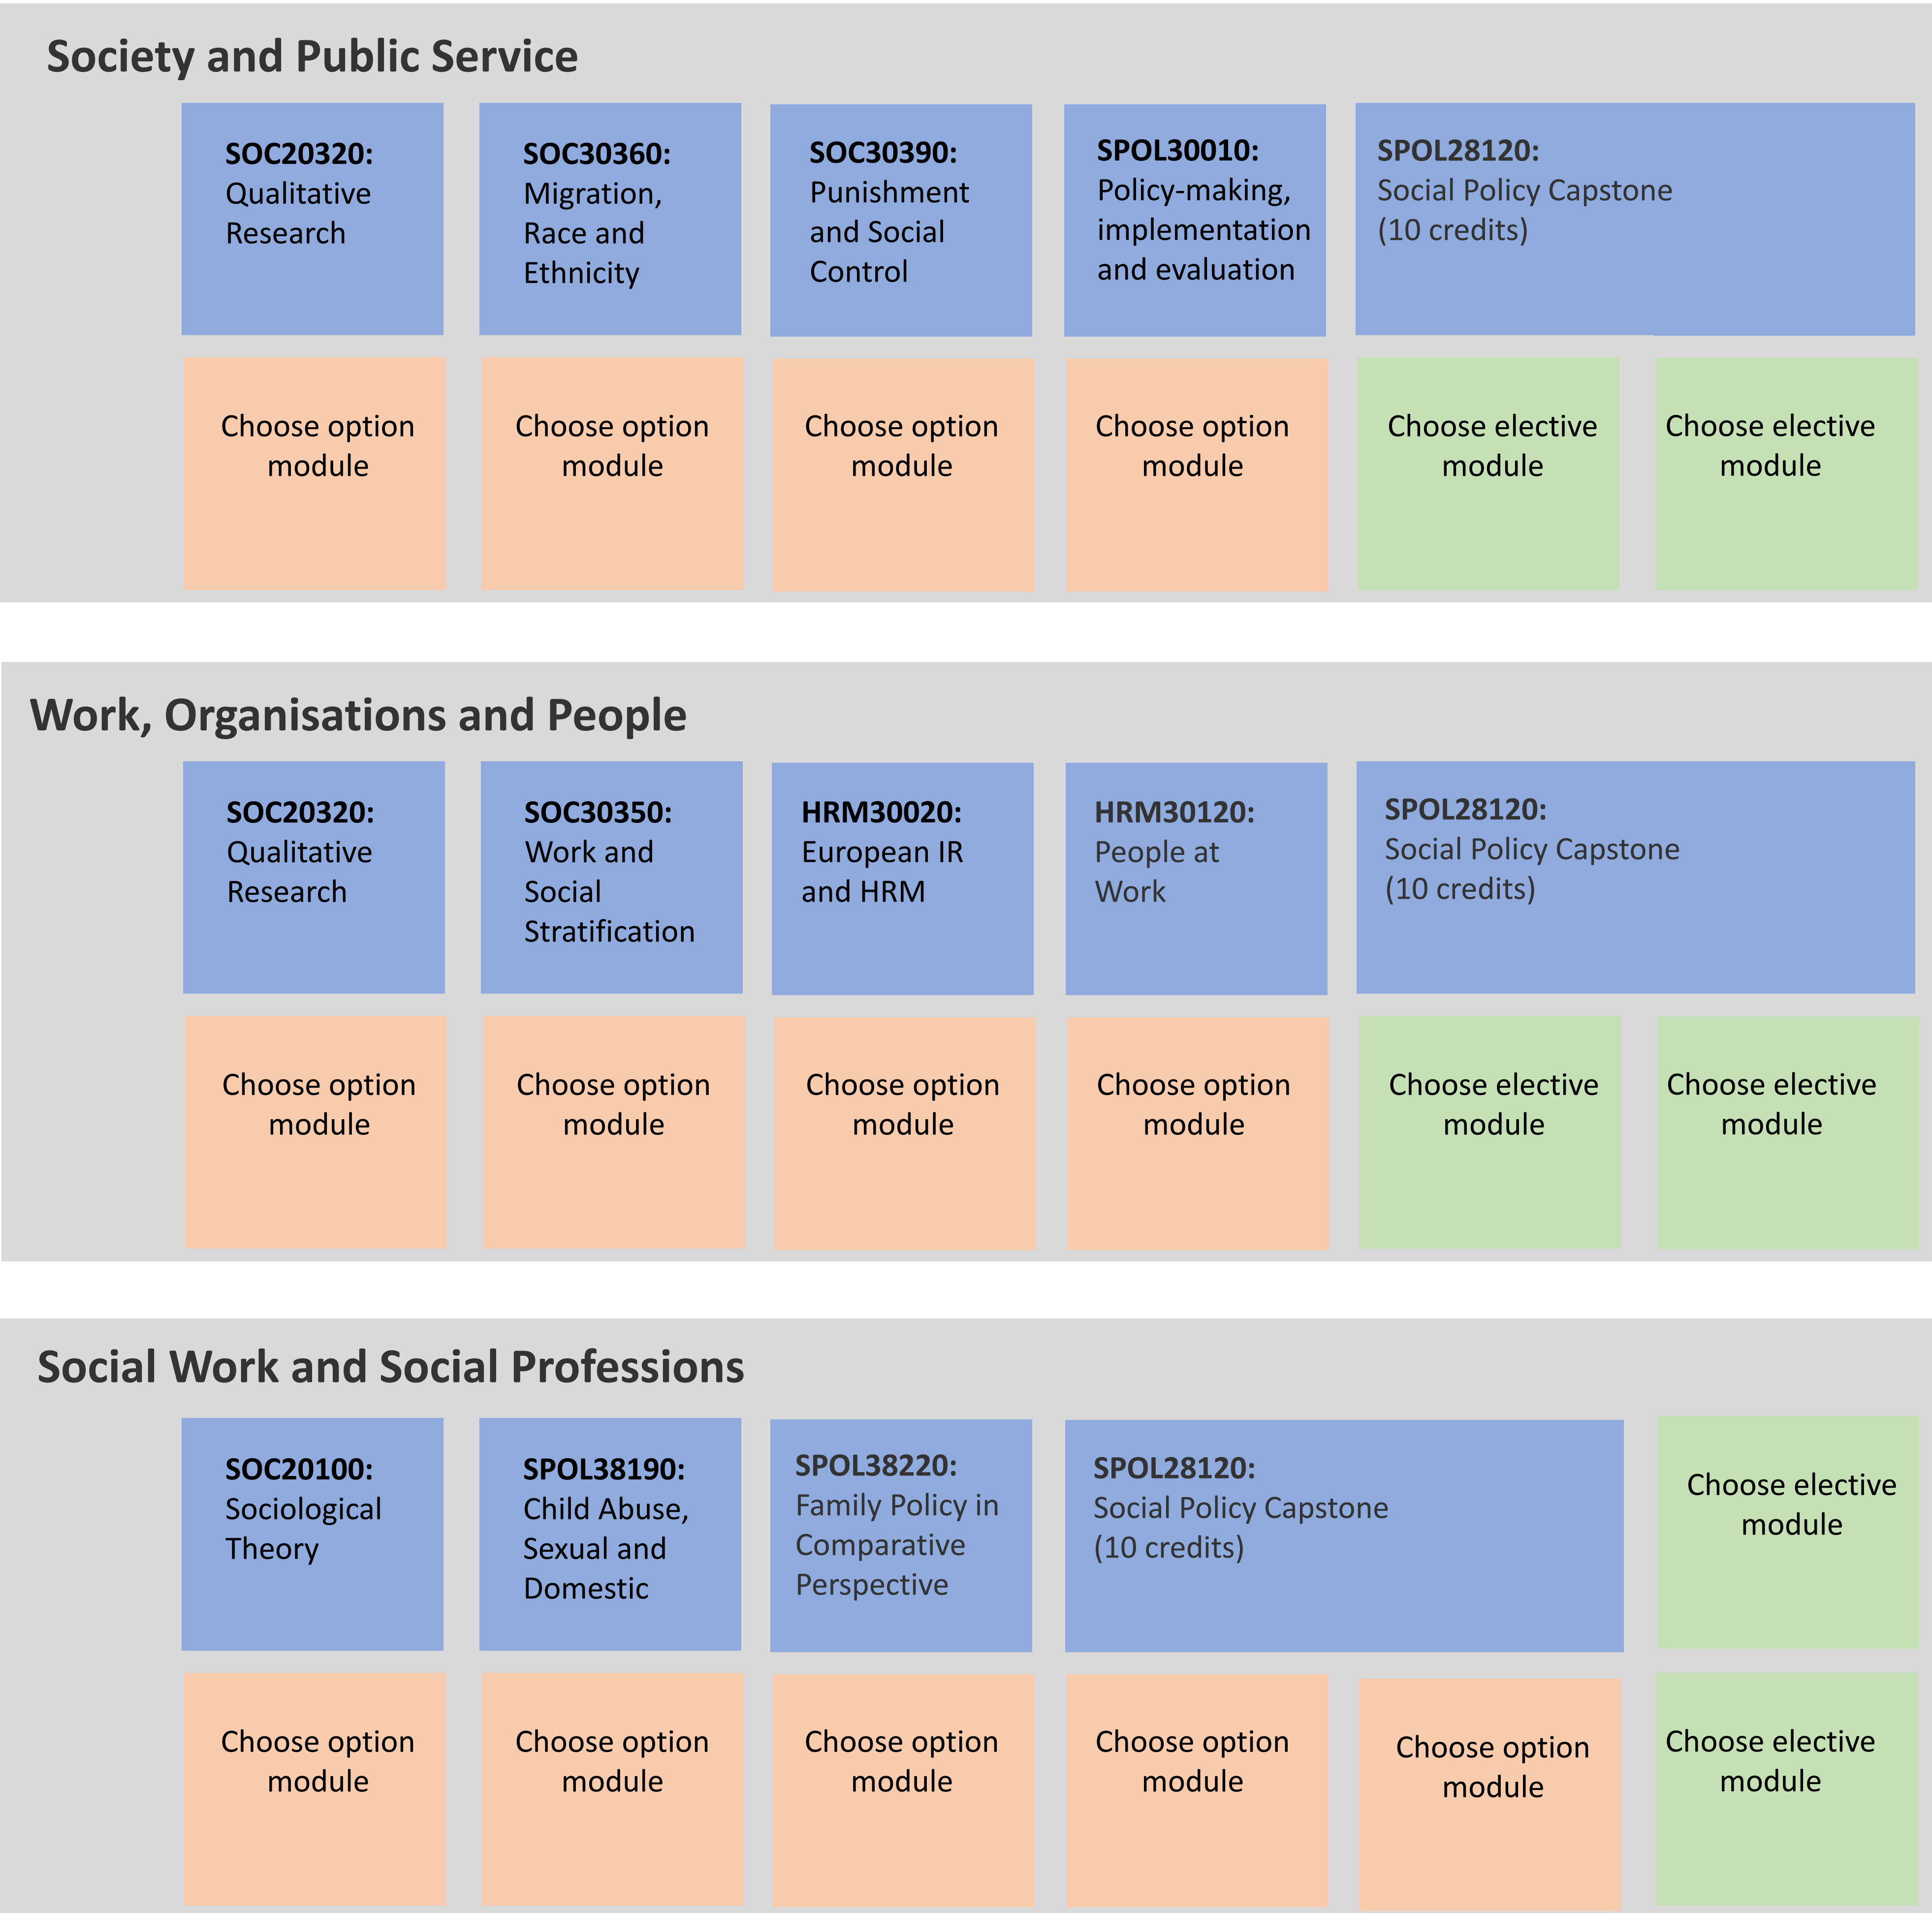 Society and Public Service
SOC20320:
Qualitative
Research
SOC30360:
Migration,
Race and
Ethnicity
SOC30390:
Punishment
and Social
Control
SPOL30010:
Policy-making,
implementation
and evaluation
SPOL28120:
Social Policy Capstone
(10 credits)
Choose option
module
Choose option
module
Choose option
module
Choose option
module
Choose elective
module
Choose elective
module
Work, Organisations and People
SOC20320:
Qualitative
Research
SOC30350:
Work and
Social
Stratification
HRM30020:
European IR
and HRM
HRM30120:
People at
Work
SPOL28120:
Social Policy Capstone
(10 credits)
Choose option
module
Choose option
module
Choose option
module
Choose option
module
Choose elective
module
Choose elective
module
Social Work and Social Professions
SOC20100:
Sociological
Theory
SPOL38190:
Child Abuse,
Sexual and
Domestic
SPOL38220:
Family Policy in
Comparative
Perspective
SPOL28120:
Social Policy Capstone
(10 credits)
Choose elective
module
Choose option
module
Choose option
module
Choose option
module
Choose option
module
Choose option
module
Choose elective
module